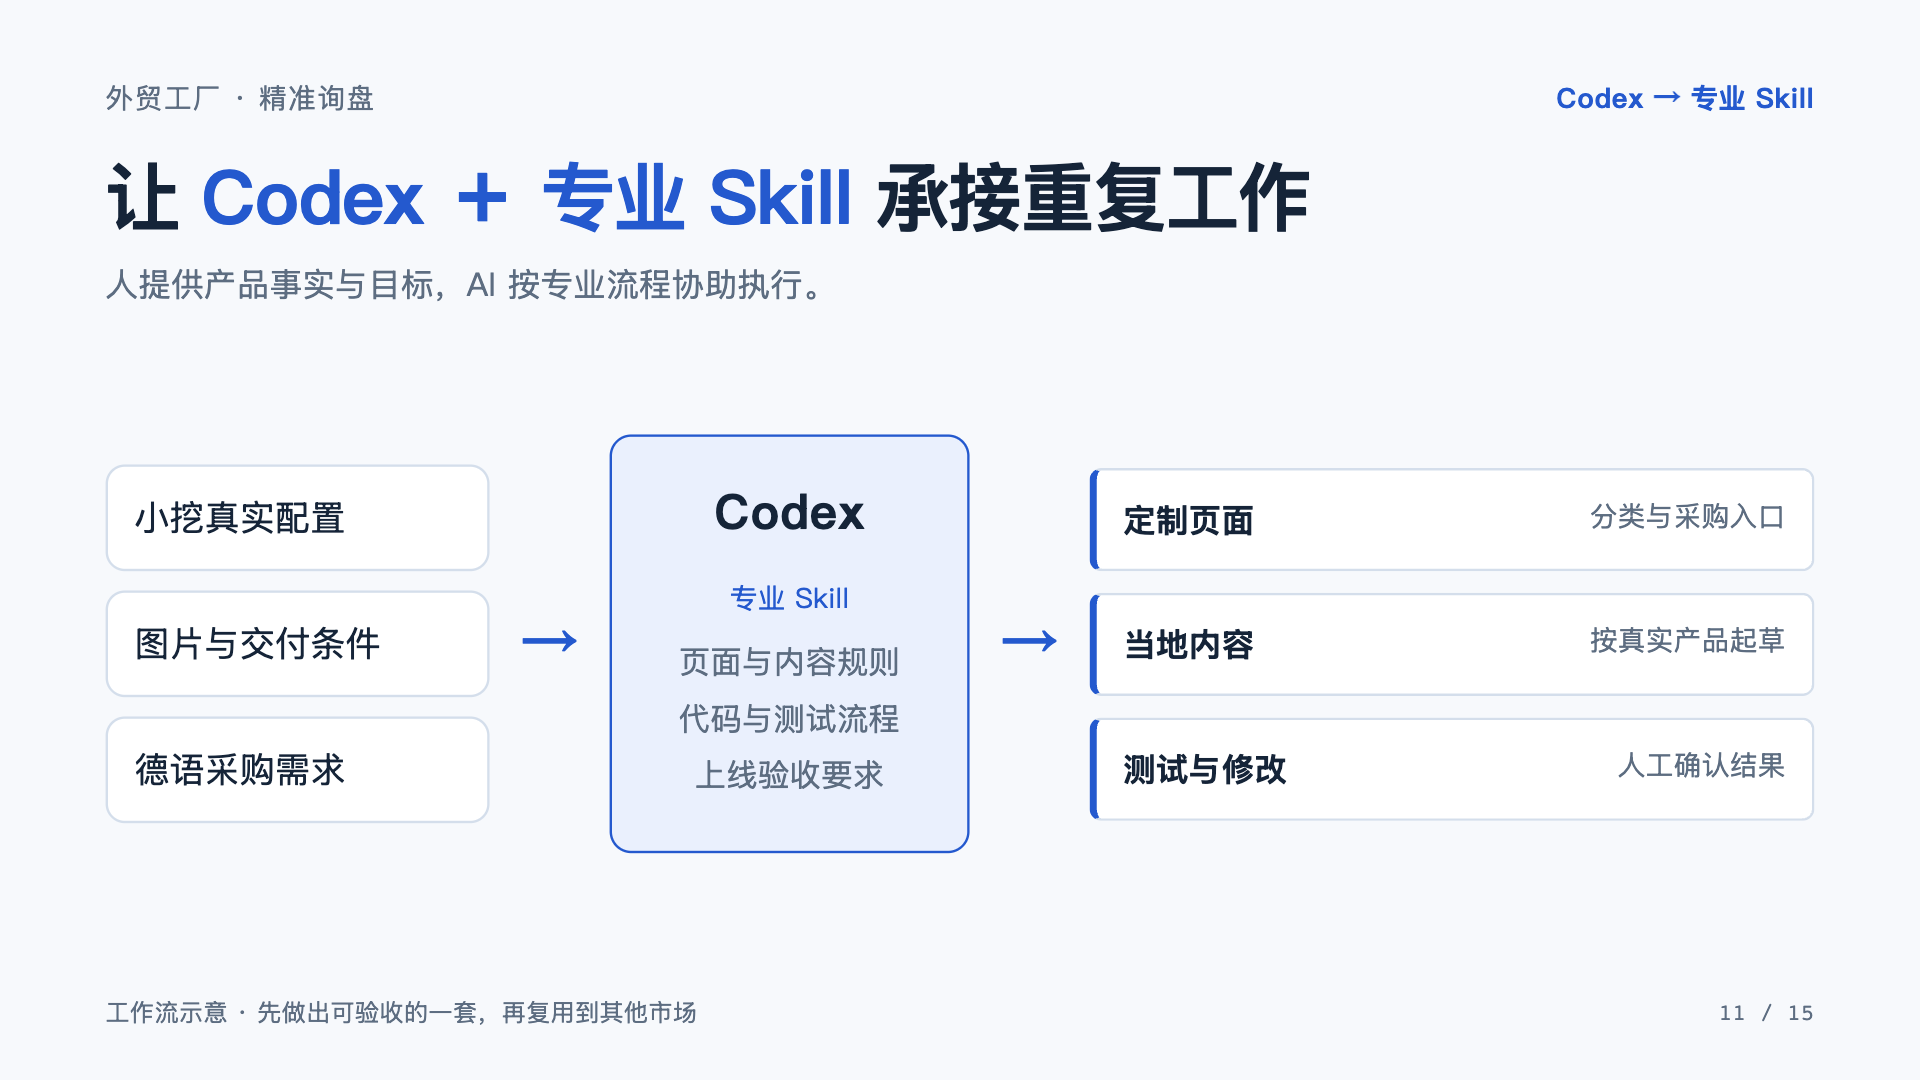 外贸工厂 · 精准询盘
Codex → 专业 Skill
让 Codex + 专业 Skill 承接重复工作
人提供产品事实与目标，AI 按专业流程协助执行。
小挖真实配置
图片与交付条件
德语采购需求
→
Codex
专业 Skill
页面与内容规则
代码与测试流程
上线验收要求
→
定制页面 分类与采购入口
当地内容 按真实产品起草
测试与修改 人工确认结果
工作流示意 · 先做出可验收的一套，再复用到其他市场
11 / 15